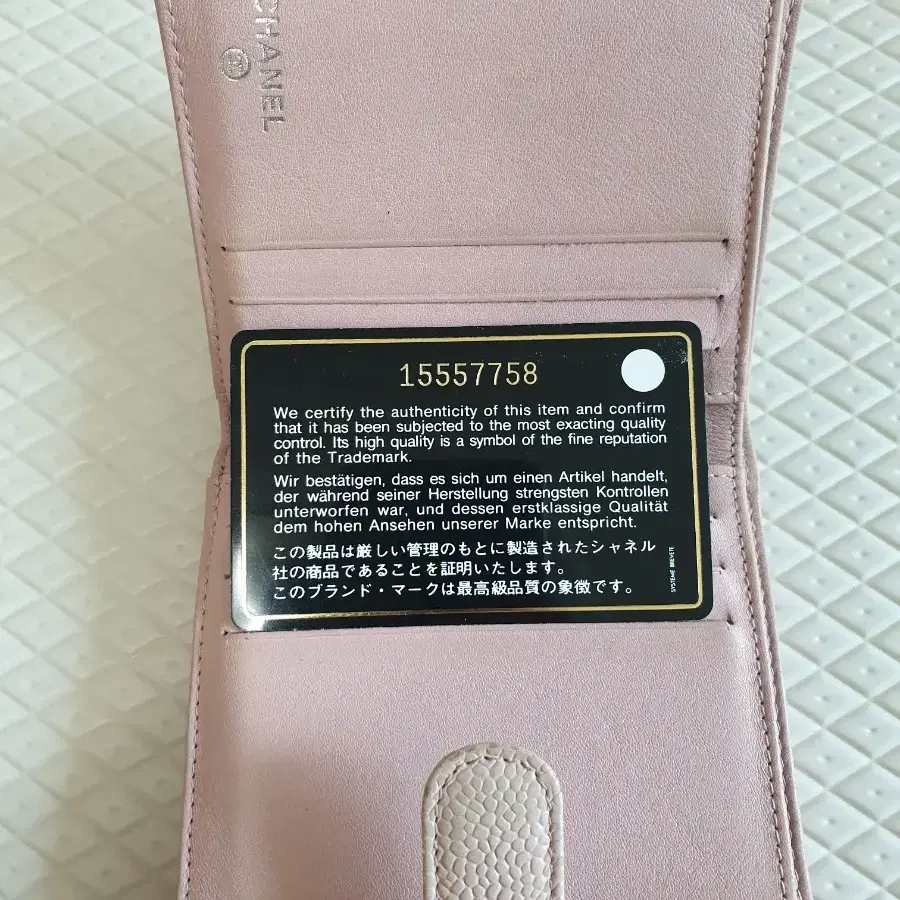 CHANEL
15557758
We certify the authenticity of this item and confirm
that it has been subjected to the most exacting quality
control. Its high quality is a symbol of the fine reputation
of the Trademark.
Wir bestätigen, dass es sich um einen Artikel handelt,
der während seiner Herstellung strengsten Kontrollen
unterworfen war, und dessen erstklassige Qualität
dem hohen Ansehen unserer Marke entspricht.
この製品は厳しい管理のもとに製造されたシャネル
社の商品であることを証明いたします。
このブランド・マークは最高級品質の象徴です。
SYSTEME BREVETE